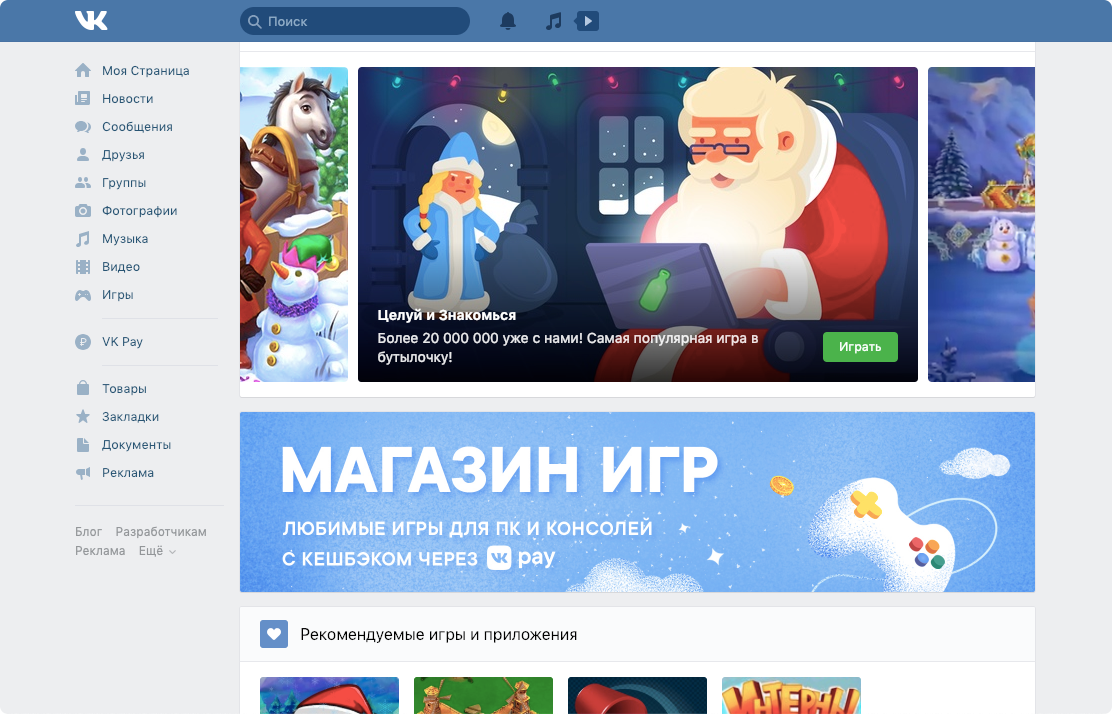 VK
Поиск
Моя Страница
Новости
Сообщения
Друзья
Группы
Фотографии
Музыка
Видео
Игры
VK Pay
Товары
Закладки
Документы
Реклама
Блог Разработчикам
Реклама Ещё
Целуй и Знакомься
Более 20 000 000 уже с нами! Самая популярная игра в
бутылочку!
Играть
МАГАЗИН ИГР
ЛЮБИМЫЕ ИГРЫ ДЛЯ ПК И КОНСОЛЕЙ
С КЕШБЭКОМ ЧЕРЕЗ VK pay
Рекомендуемые игры и приложения
ИНТЕРНЫ